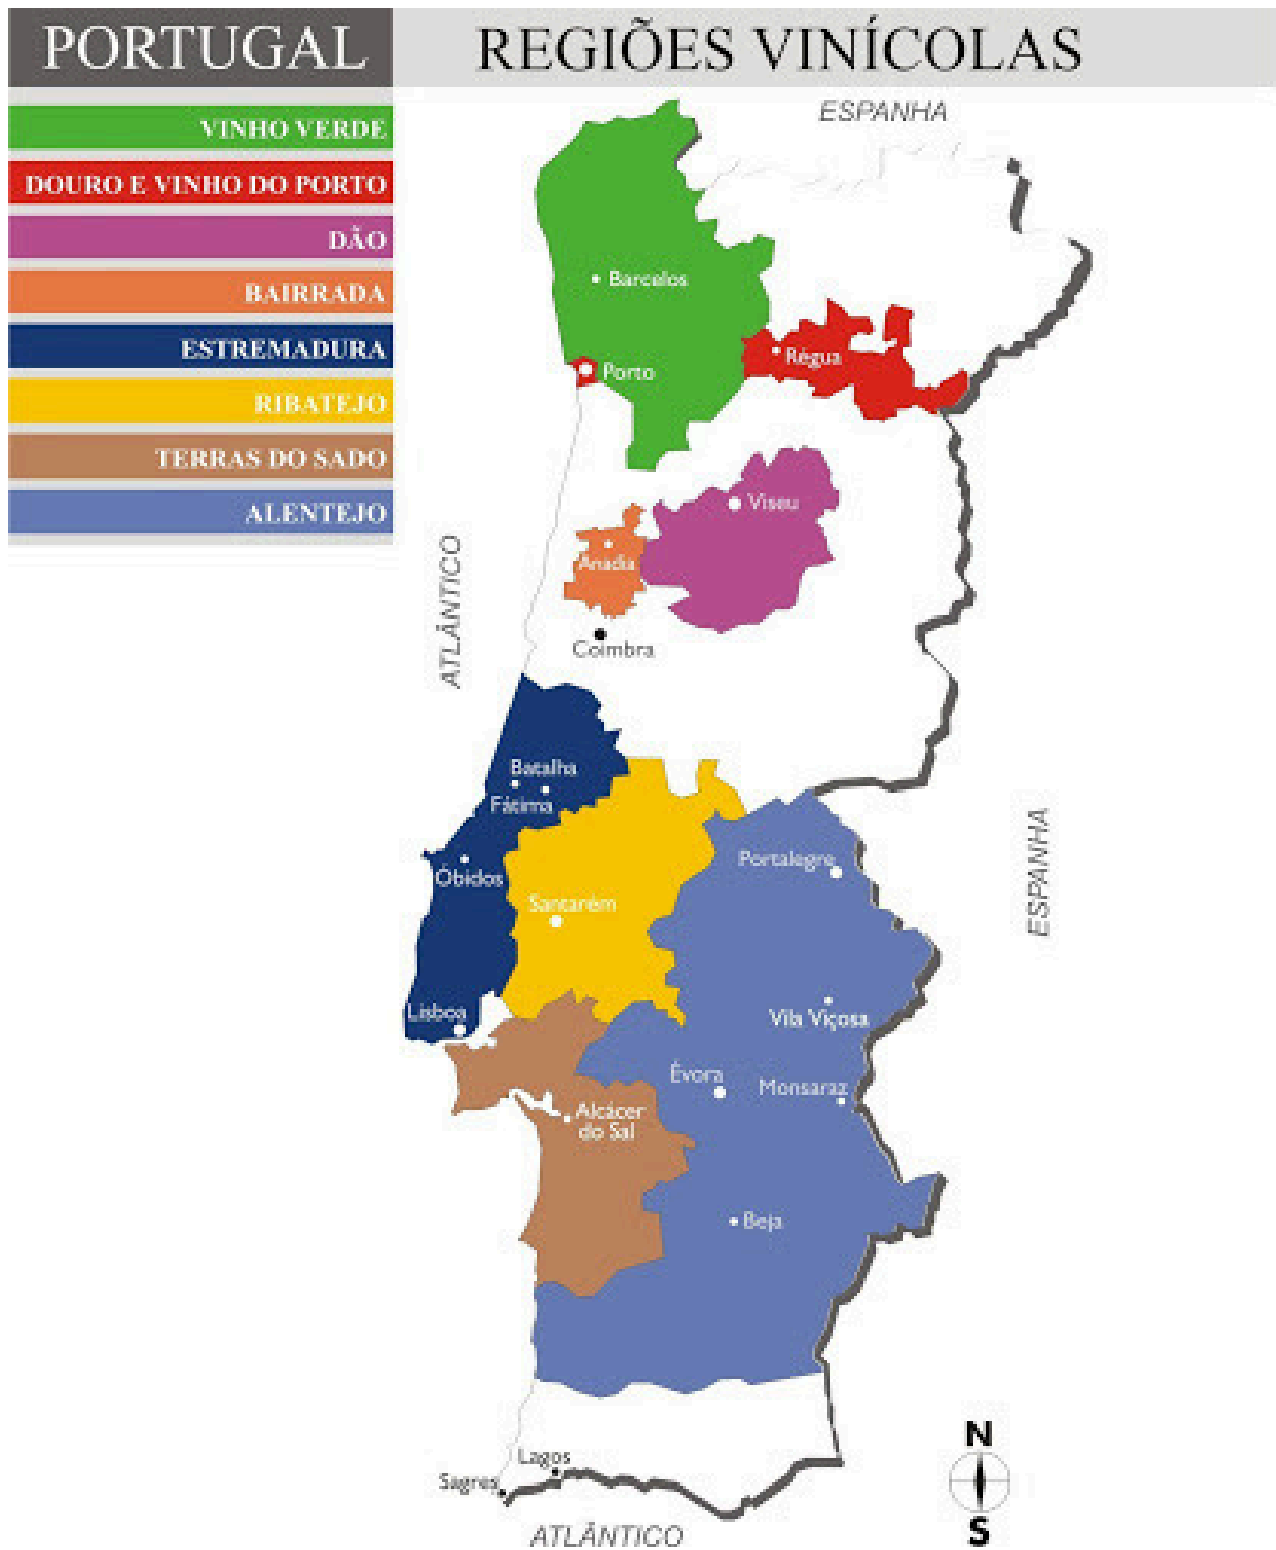 PORTUGAL
REGIÕES VINÍCOLAS
VINHO VERDE
DOURO E VINHO DO PORTO
DÃO
BAIRRADA
ESTREMADURA
RIBATEJO
TERRAS DO SADO
ALENTEJO
ESPANHA
Barcelos
Régua
Porto
Viseu
Anadia
ATLÂNTICO
Coimbra
Batalha
Fátima
ESPANHA
Portalegre
Óbidos
Santarém
Lisboa
Vila Viçosa
Évora
Monsaraz
Alcácer
do Sal
Beja
N
Lagos
Sagres
S
ATLÂNTICO